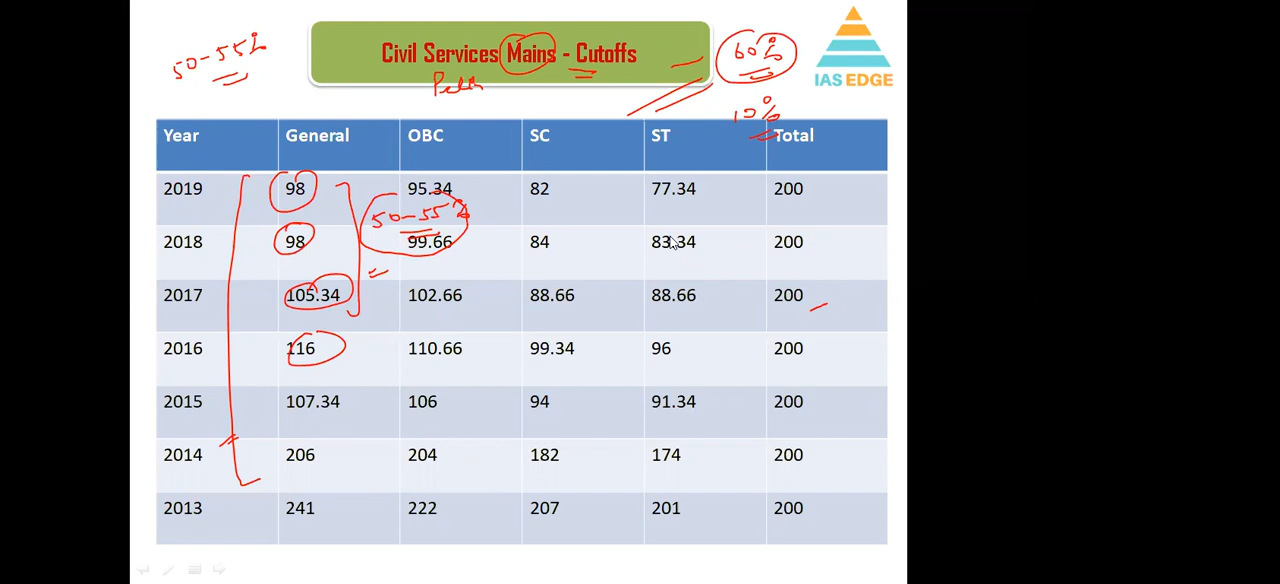 50-55%
Civil Services Mains - Cutoffs
60%
IAS EDGE
10%
Year General OBC SC ST Total
2019 98 95.34 82 77.34 200
50-55%
2018 98 99.66 84 83.34 200
2017 105.34 102.66 88.66 88.66 200
2016 116 110.66 99.34 96 200
2015 107.34 106 94 91.34 200
2014 206 204 182 174 200
2013 241 222 207 201 200